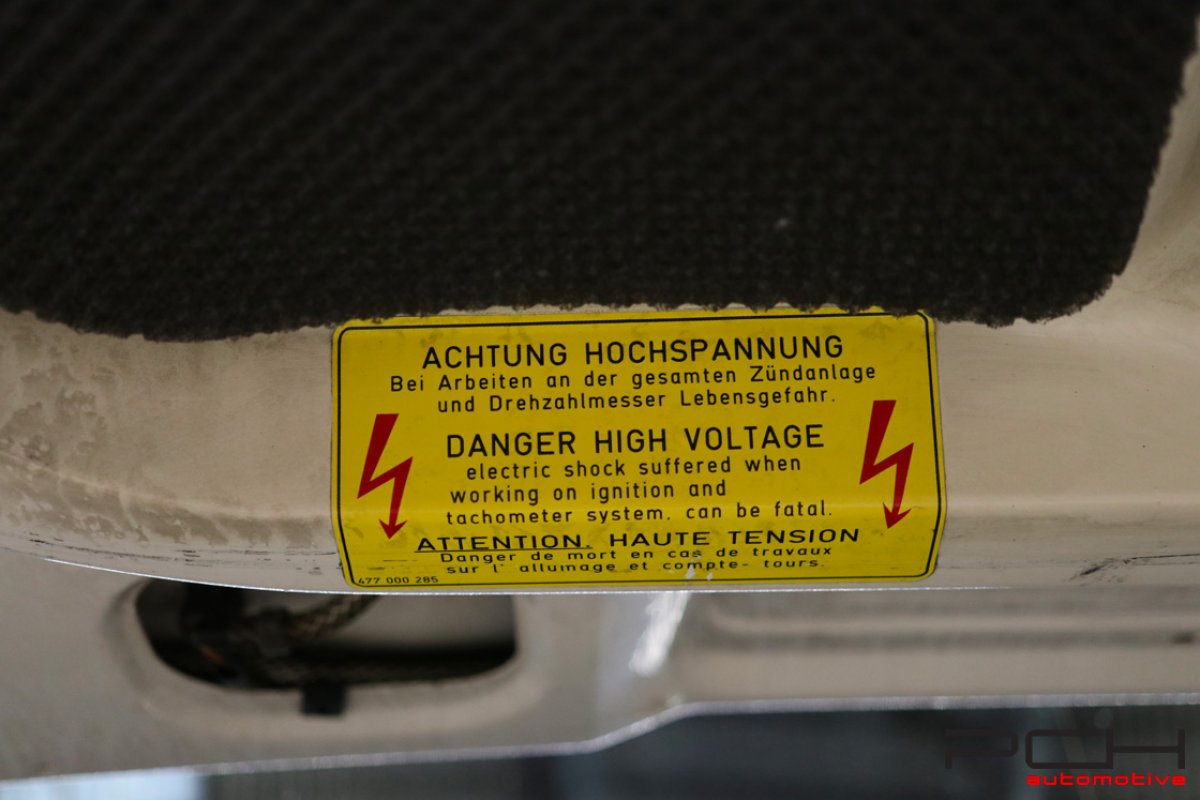 ACHTUNG HOCHSPANNUNG
Bei Arbeiten an der gesamten Zündanlage
und Drehzahlmesser Lebensgefahr.
DANGER HIGH VOLTAGE
electric shock suffered when
working on ignition and
tachometer system, can be fatal.
ATTENTION. HAUTE TENSION
Danger de mort en cas de travaux
sur l' allumage et compte- tours.
477 000 285
PCH
automotive